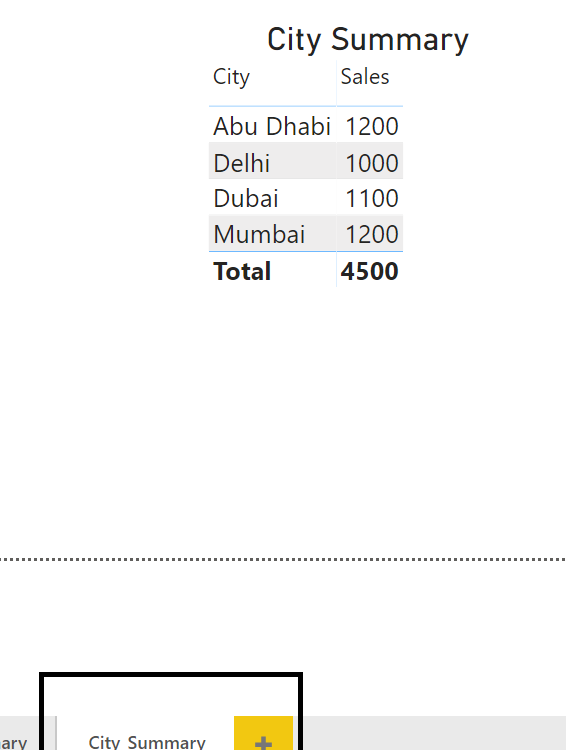 City Summary
City Sales
Abu Dhabi 1200
Delhi 1000
Dubai 1100
Mumbai 1200
Total 4500
City Summary +